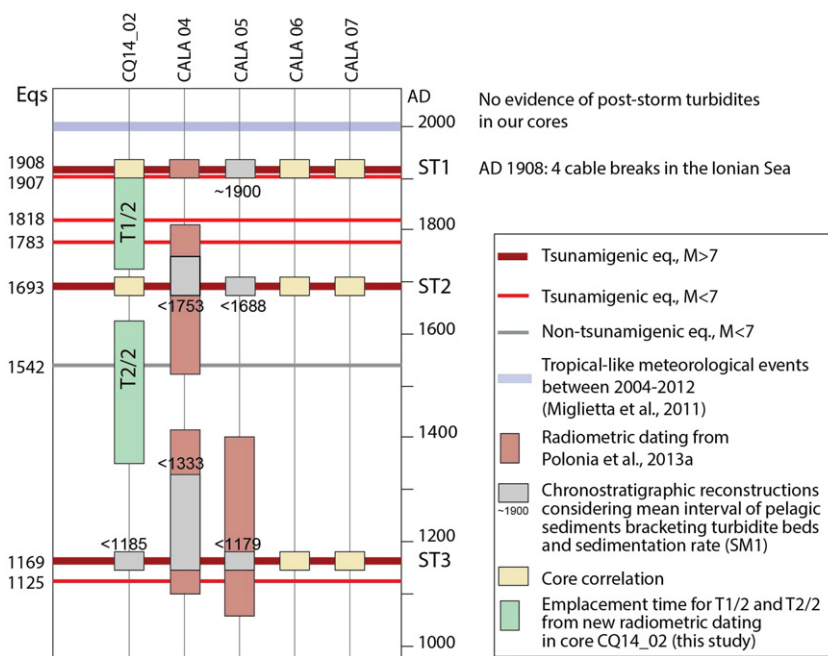 CQ14_02
CALA 04
CALA 05
CALA 06
CALA 07
Eqs
AD
2000
1908
ST1
1907
~1900
1818
T1/2
1800
1783
1693
ST2
<1753
<1688
1600
T2/2
1542
1400
<1333
1200
<1185
<1179
1169
ST3
1125
1000
No evidence of post-storm turbidites
in our cores
AD 1908: 4 cable breaks in the Ionian Sea
Tsunamigenic eq., M>7
Tsunamigenic eq., M<7
Non-tsunamigenic eq., M<7
Tropical-like meteorological events
between 2004-2012
(Miglietta et al., 2011)
Radiometric dating from
Polonia et al., 2013a
Chronostratigraphic reconstructions
~1900 considering mean interval of pelagic
sediments bracketing turbidite beds
and sedimentation rate (SM1)
Core correlation
Emplacement time for T1/2 and T2/2
from new radiometric dating
in core CQ14_02 (this study)